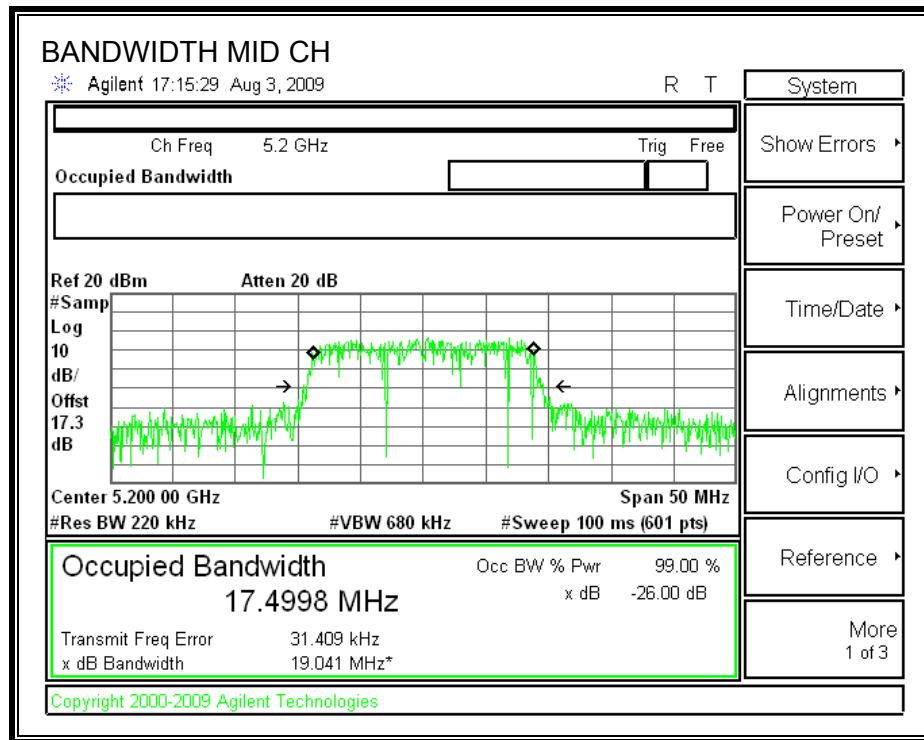 BANDWIDTH MID CH
Agilent 17:15:29 Aug 3, 2009 R T
System
Ch Freq 5.2 GHz Trig Free
Show Errors
Occupied Bandwidth
Power On/
Preset
Ref 20 dBm Atten 20 dB
#Samp
Log
10
dB/
Offst
17.3
dB
Time/Date
Alignments
Center 5.200 00 GHz Span 50 MHz
#Res BW 220 kHz #VBW 680 kHz #Sweep 100 ms (601 pts)
Config I/O
Occupied Bandwidth Occ BW % Pwr 99.00 %
17.4998 MHz x dB -26.00 dB
Transmit Freq Error 31.409 kHz
x dB Bandwidth 19.041 MHz*
Reference
More
1 of 3
Copyright 2000-2009 Agilent Technologies